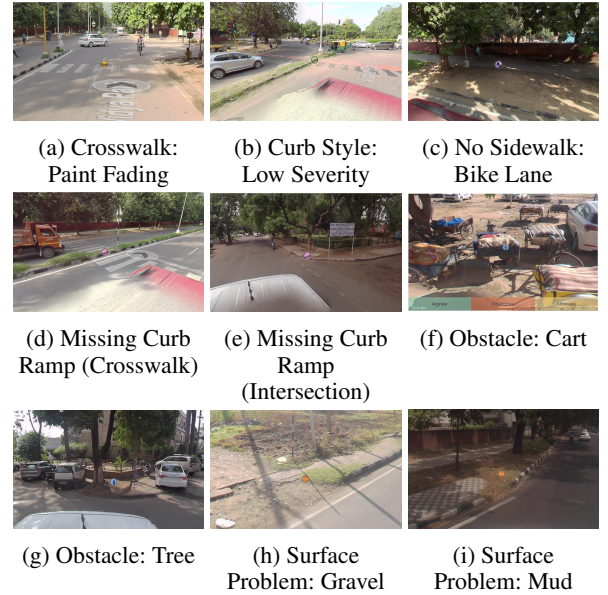 (a) Crosswalk:
Paint Fading
(b) Curb Style:
Low Severity
(c) No Sidewalk:
Bike Lane
(d) Missing Curb
Ramp (Crosswalk)
(e) Missing Curb
Ramp
(Intersection)
(f) Obstacle: Cart
Agree
(g) Obstacle: Tree
(h) Surface
Problem: Gravel
(i) Surface
Problem: Mud